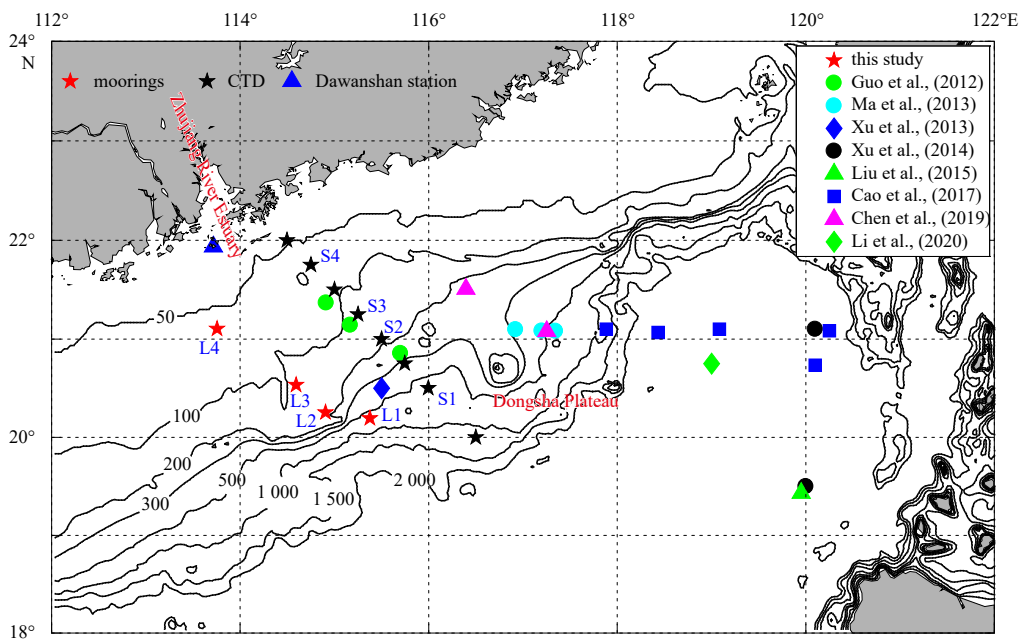 112° 114° 116° 118° 120° 122°E
24°
N
22°
20°
18°
moorings CTD Dawanshan station
this study
Guo et al., (2012)
Ma et al., (2013)
Xu et al., (2013)
Xu et al., (2014)
Liu et al., (2015)
Cao et al., (2017)
Chen et al., (2019)
Li et al., (2020)
Zhujiang River Estuary
S4
S3
S2
S1
50
L4
L3
L2
L1
Dongsha Plateau
100
200
300
500
1 000
1 500
2 000